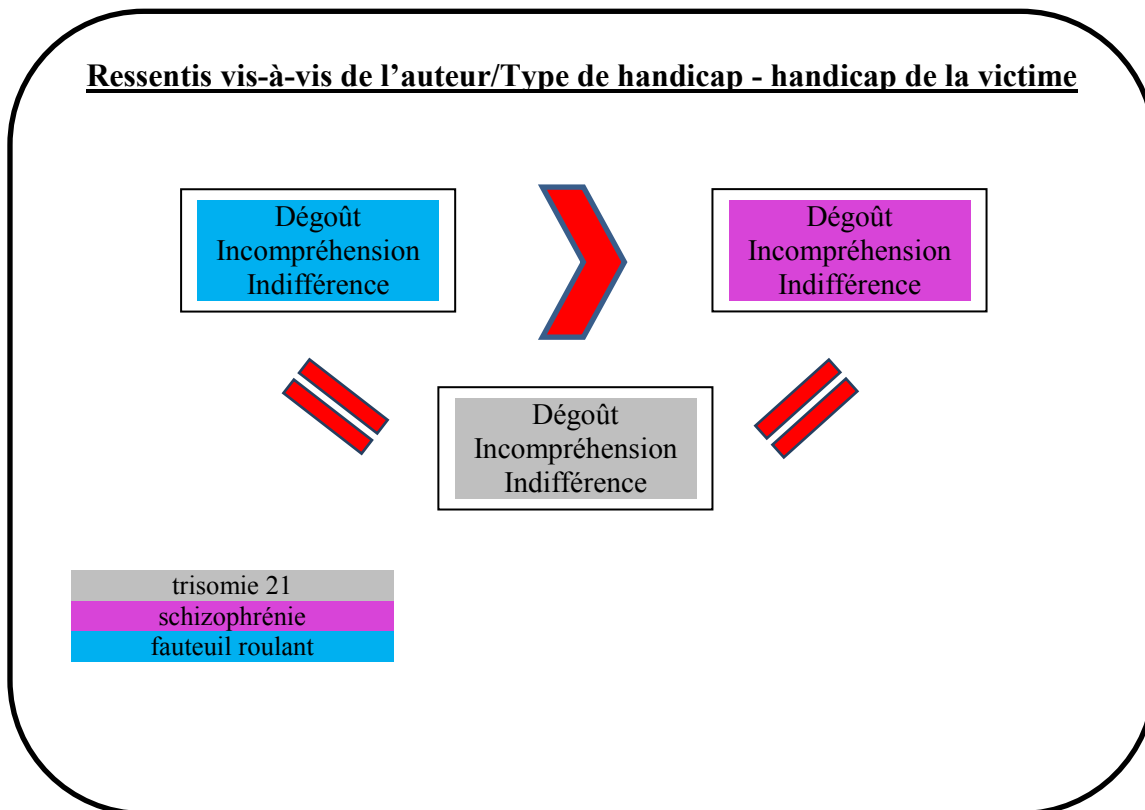 Ressentis vis-à-vis de l’auteur/Type de handicap - handicap de la victime
Dégoût
Incompréhension
Indifférence
Dégoût
Incompréhension
Indifférence
Dégoût
Incompréhension
Indifférence
trisomie 21
schizophrénie
fauteuil roulant